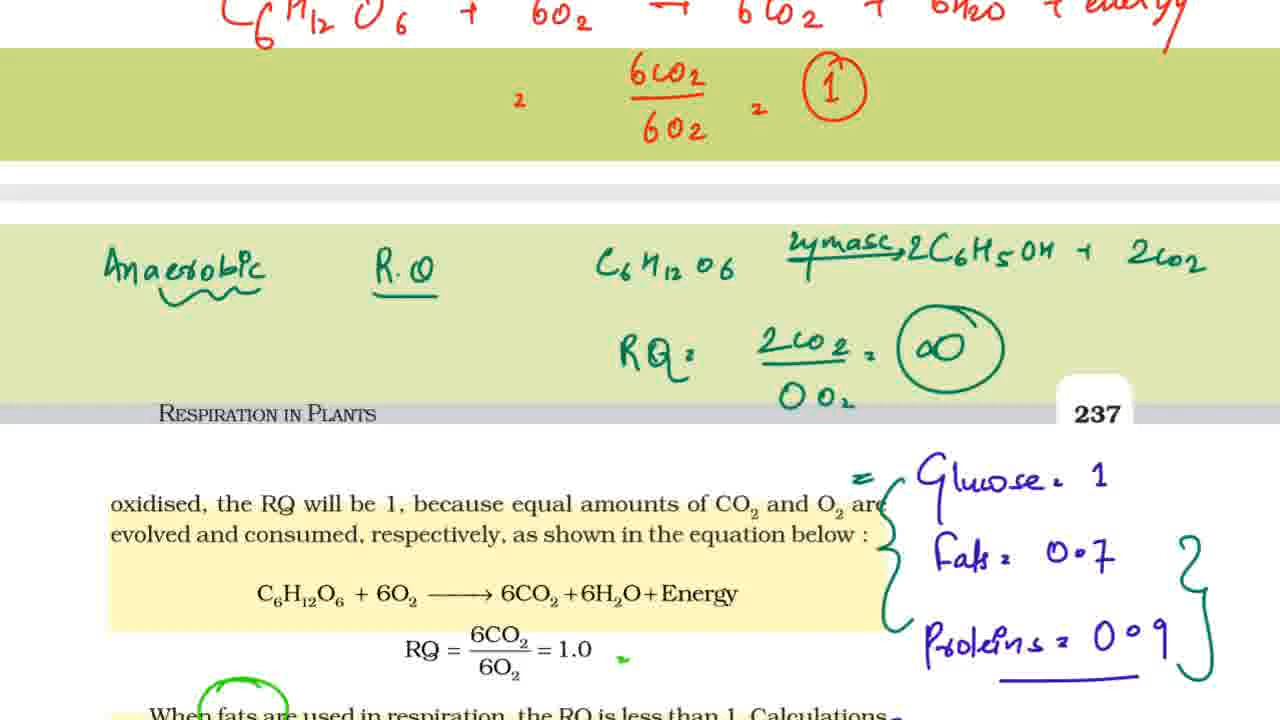 C₆H₁₂O₆ + 6O₂ → 6CO₂ + 6H₂O + energy
= 6CO₂ / 6O₂ = 1
Anaerobic R.Q C₆H₁₂O₆ zymase→ 2C₆H₅OH + 2CO₂
RQ = 2CO₂ / 0O₂ = ∞
RESPIRATION IN PLANTS 237
= Glucose = 1
oxidised, the RQ will be 1, because equal amounts of CO₂ and O₂ are
evolved and consumed, respectively, as shown in the equation below :
Fats = 0.7
C₆H₁₂O₆ + 6O₂ ⟶ 6CO₂ + 6H₂O + Energy
Proteins = 0.9
RQ = 6CO₂ / 6O₂ = 1.0
When fats are used in respiration, the RQ is less than 1. Calculations